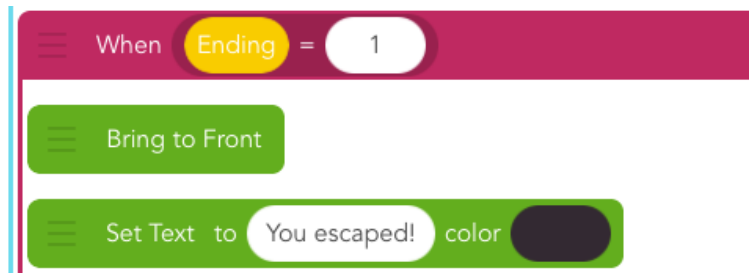 When Ending = 1
Bring to Front
Set Text to You escaped! color